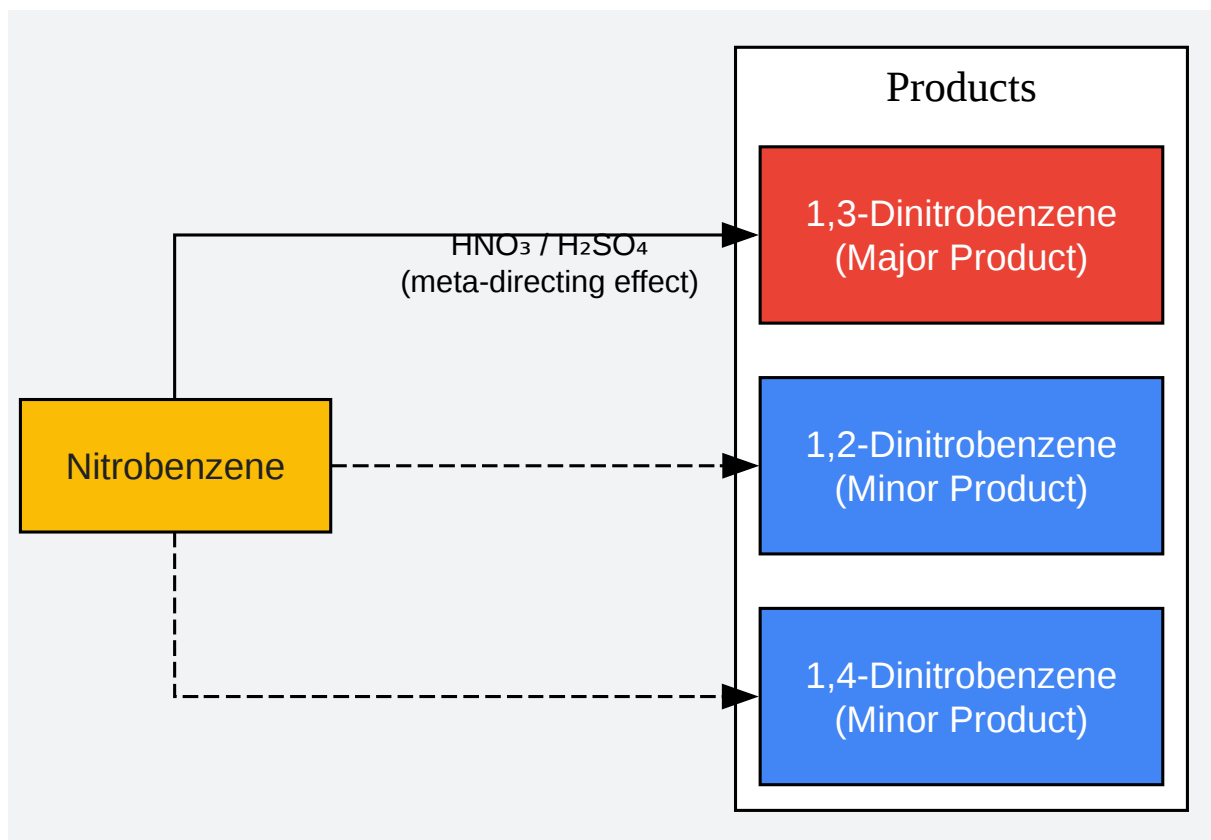 Products
1,3-Dinitrobenzene
(Major Product)
HNO₃ / H₂SO₄
(meta-directing effect)
Nitrobenzene
1,2-Dinitrobenzene
(Minor Product)
1,4-Dinitrobenzene
(Minor Product)